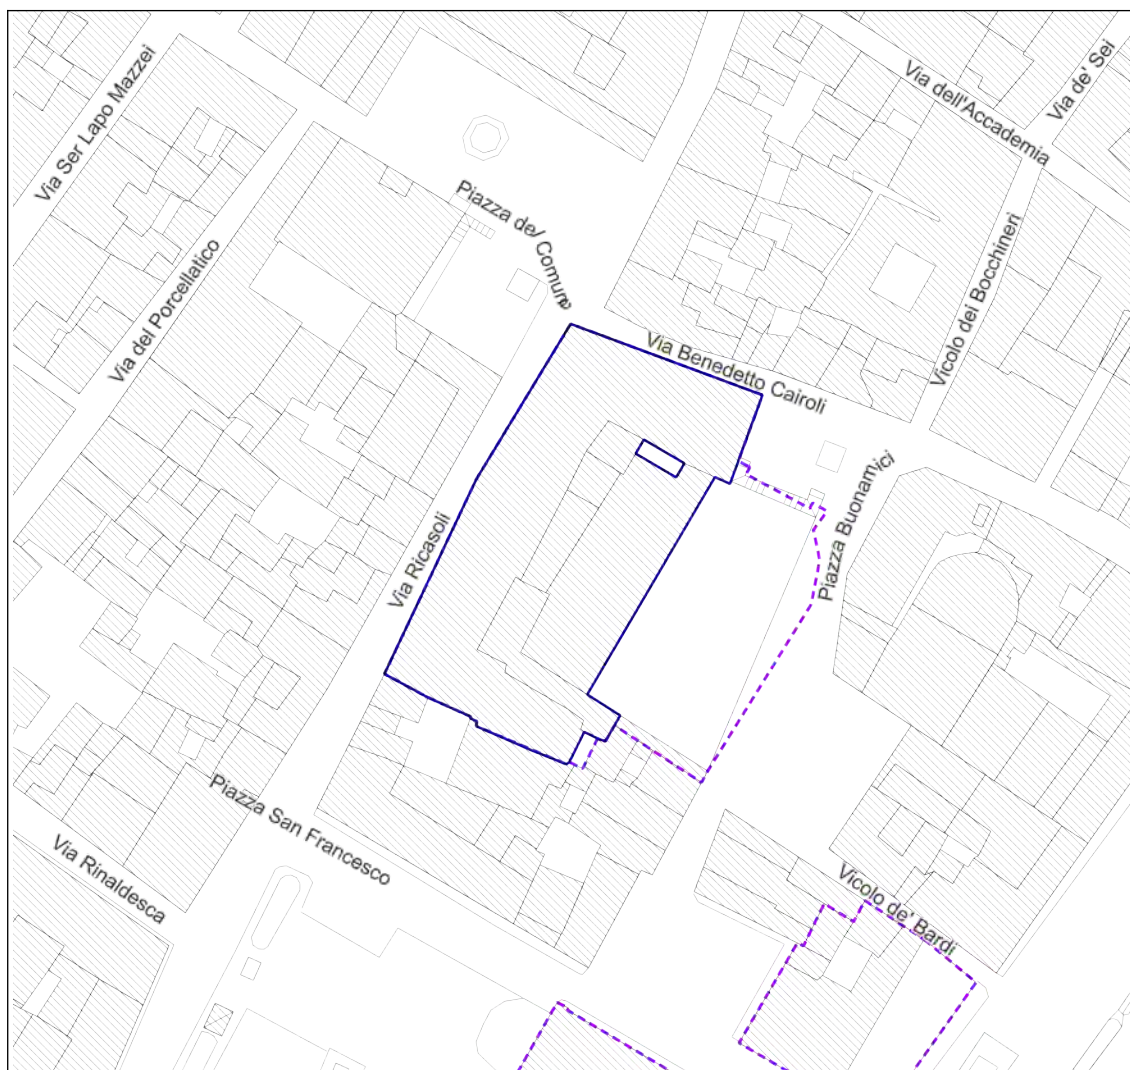 Via Ser Lapo Mazzei
Via dell'Accademia
Via de' Sei
Piazza del Comune
Via del Porcellatico
Vicolo dei Bocchineri
Via Benedetto Cairoli
Piazza Buonamici
Via Ricasoli
Piazza San Francesco
Via Rinaldesca
Vicolo de' Bardi